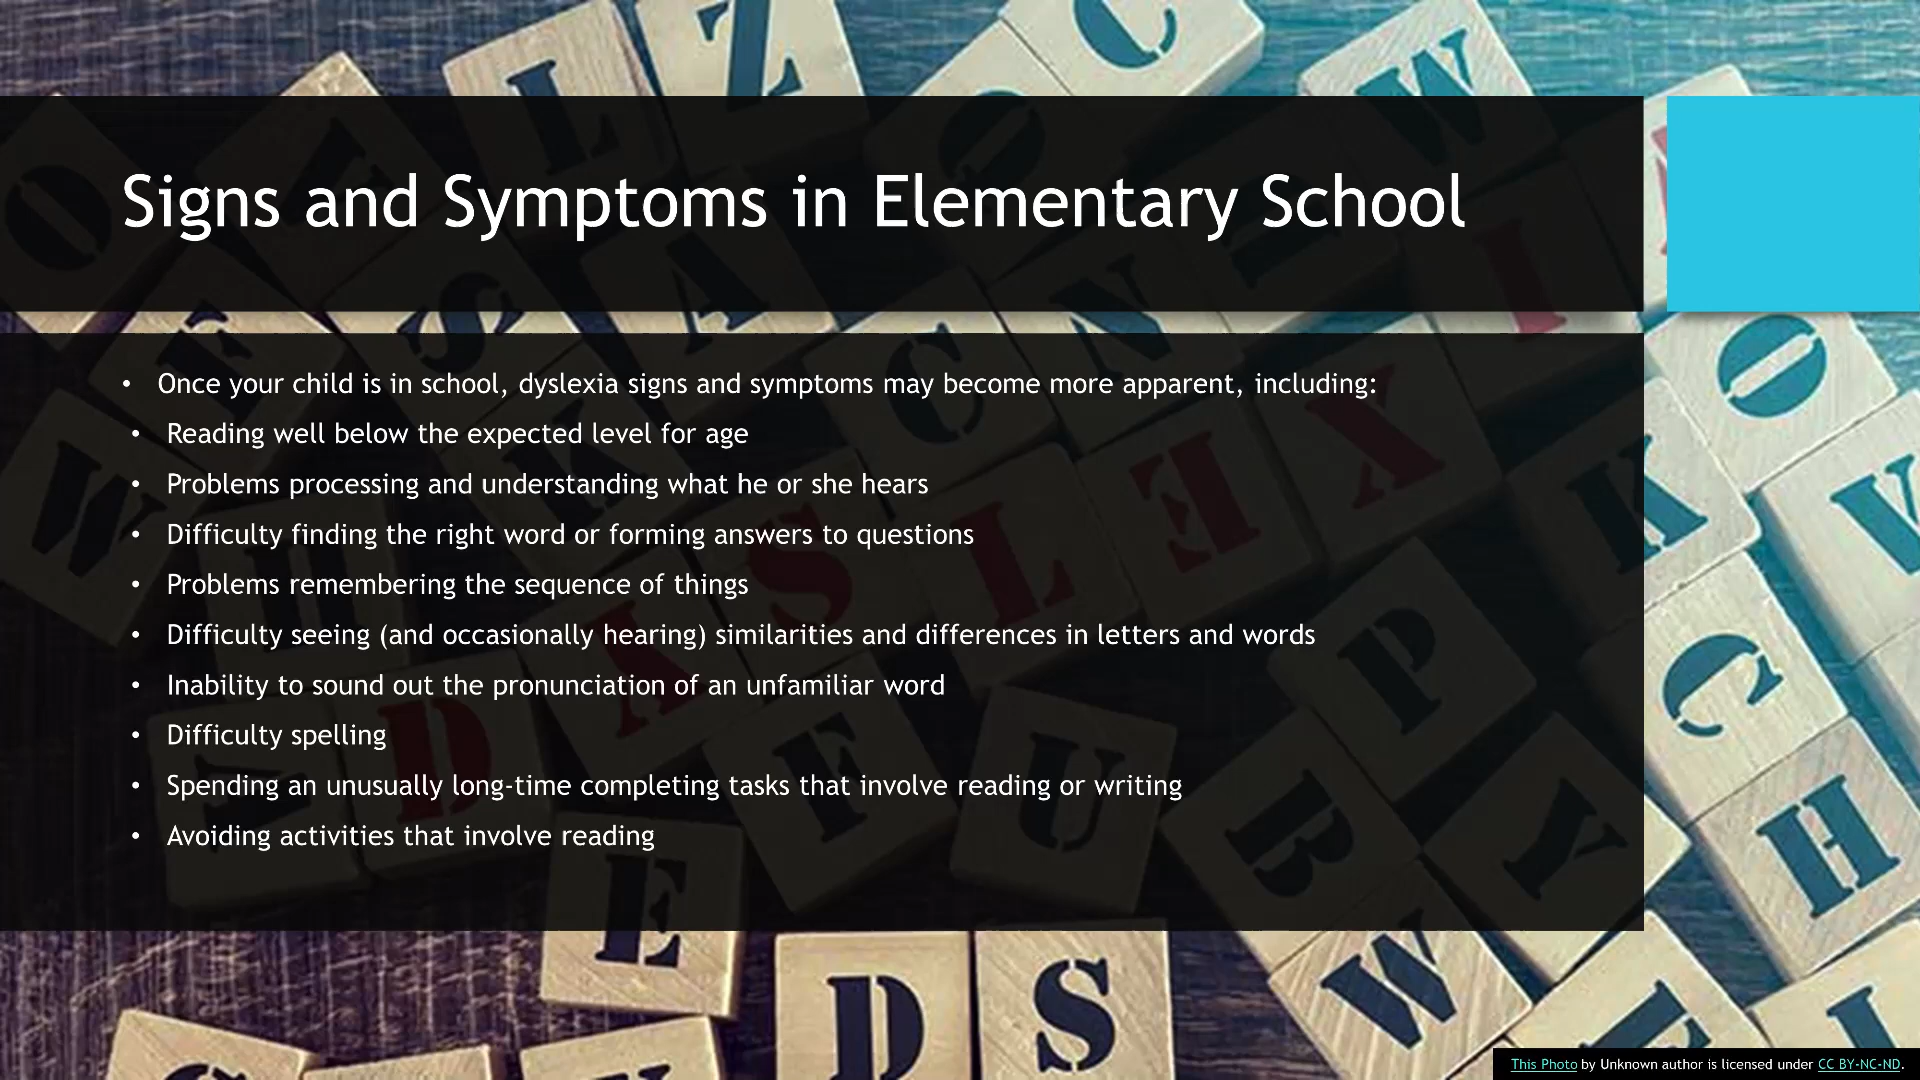 Signs and Symptoms in Elementary School
• Once your child is in school, dyslexia signs and symptoms may become more apparent, including:
• Reading well below the expected level for age
• Problems processing and understanding what he or she hears
• Difficulty finding the right word or forming answers to questions
• Problems remembering the sequence of things
• Difficulty seeing (and occasionally hearing) similarities and differences in letters and words
• Inability to sound out the pronunciation of an unfamiliar word
• Difficulty spelling
• Spending an unusually long-time completing tasks that involve reading or writing
• Avoiding activities that involve reading
This Photo by Unknown author is licensed under CC BY-NC-ND.